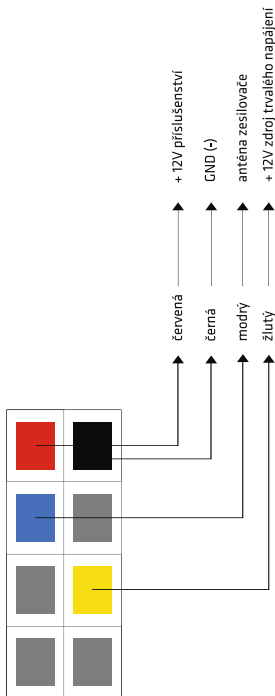 červená + 12V příslušenství
černá GND (-)
modrý anténa zesilovače
žlutý + 12V zdroj trvalého napájení